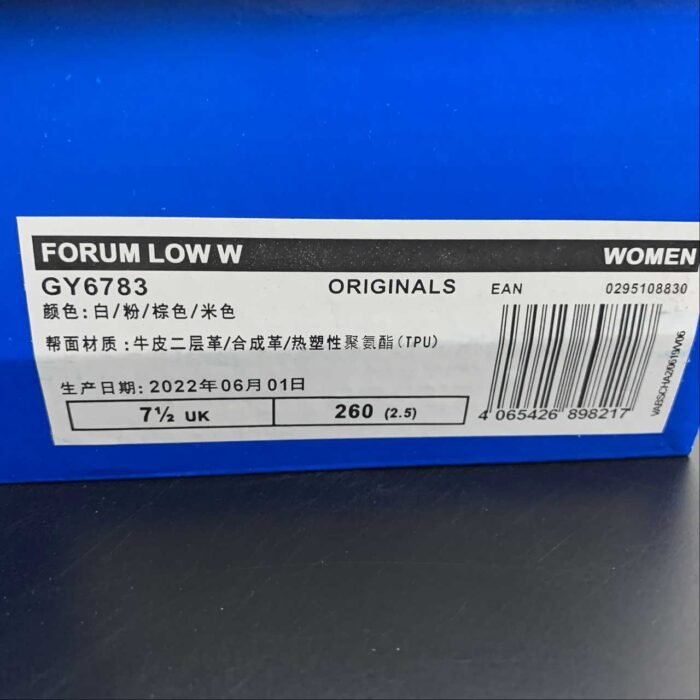 FORUM LOW W WOMEN
GY6783 ORIGINALS EAN 0295108830
颜色:白/粉/棕色/米色
帮面材质:牛皮二层革/合成革/热塑性聚氨酯(TPU)
生产日期:2022年06月01日
7½ UK 260 (2.5)
4 065426 898217